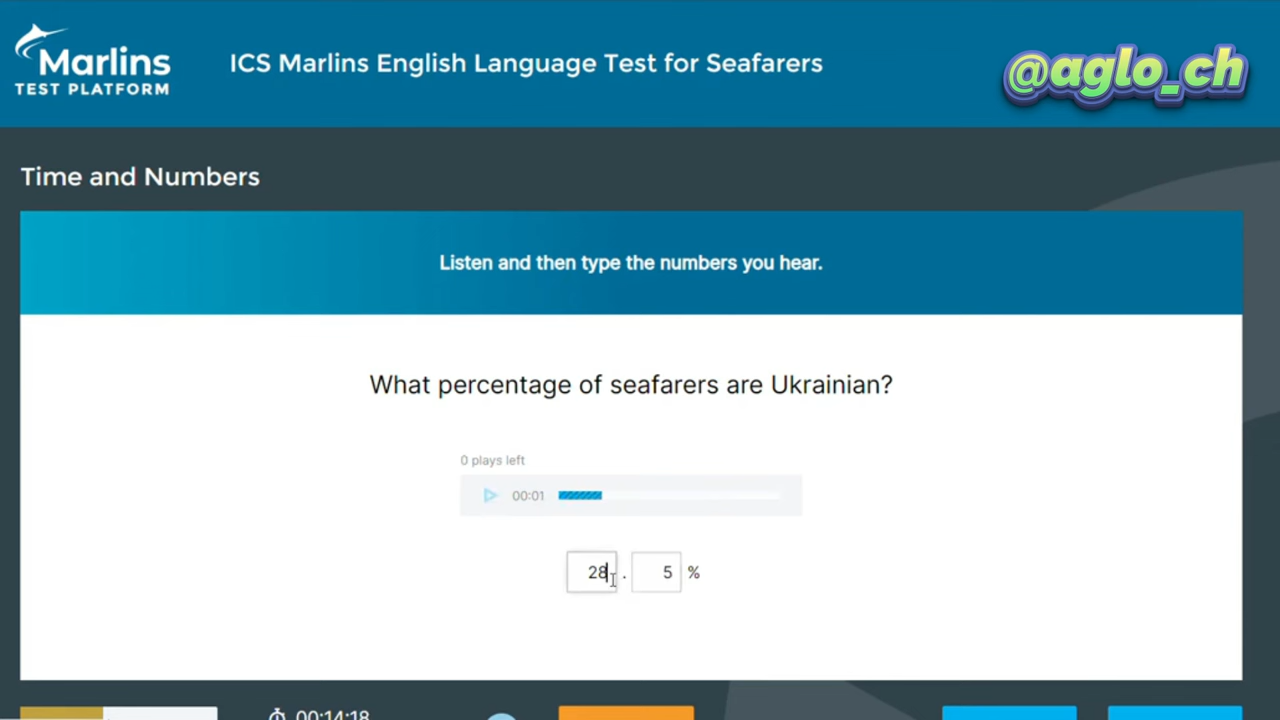 Marlins
TEST PLATFORM
ICS Marlins English Language Test for Seafarers
@aglo_ch
Time and Numbers
Listen and then type the numbers you hear.
What percentage of seafarers are Ukrainian?
0 plays left
00:01
28 . 5 %
00:14:18